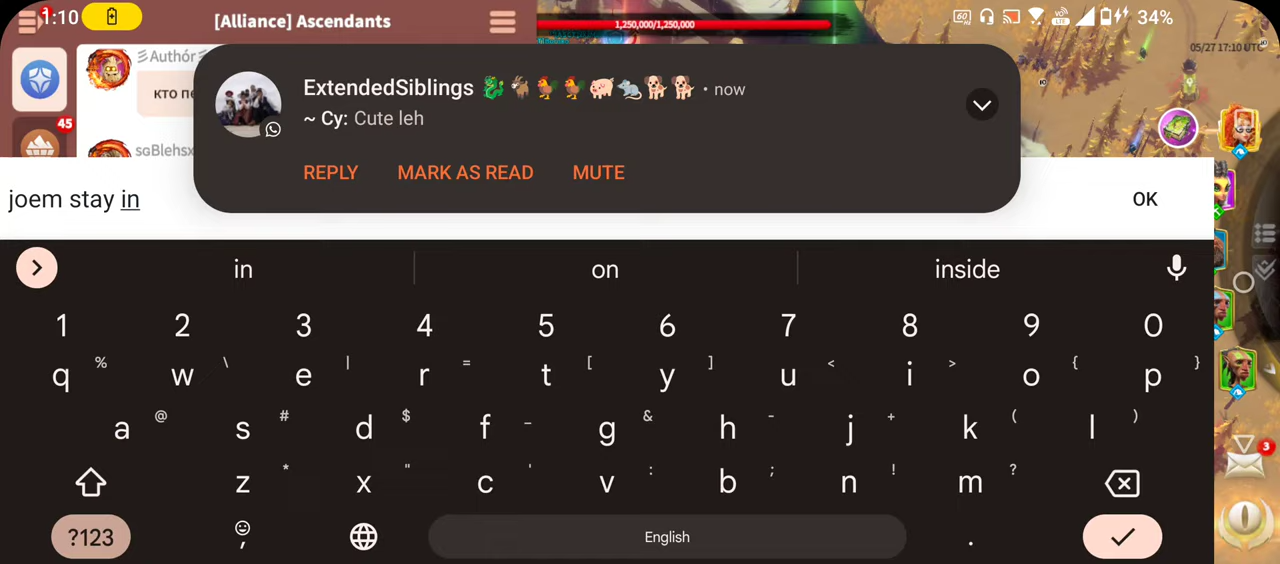 1:10
[Alliance] Ascendants
1,250,000/1,250,000
60
34%
05/27 17:10 UTC
Authór
кто пе
45
sGBlehsx
ExtendedSiblings 🐉🐐🐓🐓🐖🐀🐕🐕 • now
~ Cy: Cute leh
REPLY MARK AS READ MUTE
joem stay in
OK
in on inside
1 2 3 4 5 6 7 8 9 0
% \ | = [ ] < > { }
q w e r t y u i o p
@ # $ _ & - + ( )
a s d f g h j k l
* " ' : ; ! ?
z x c v b n m
?123 , English .
3